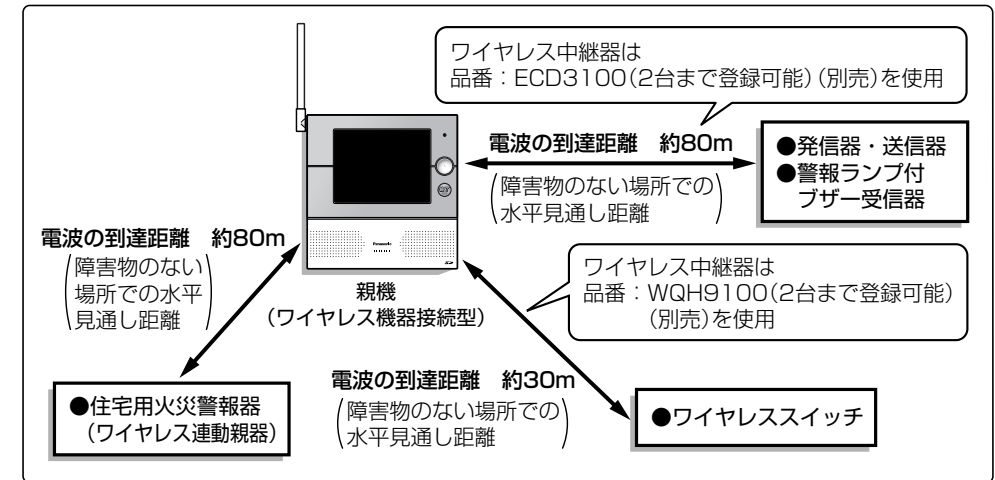 ワイヤレス中継器は
品番：ECD3100（2台まで登録可能）（別売）を使用
電波の到達距離　約80m
（障害物のない場所での
水平見通し距離）
●発信器・送信器
●警報ランプ付
ブザー受信器
Panasonic
親機
（ワイヤレス機器接続型）
電波の到達距離　約80m
（障害物のない
場所での水平
見通し距離）
ワイヤレス中継器は
品番：WQH9100（2台まで登録可能）
（別売）を使用
電波の到達距離　約30m
（障害物のない場所での
水平見通し距離）
●住宅用火災警報器
（ワイヤレス連動親器）
●ワイヤレススイッチ